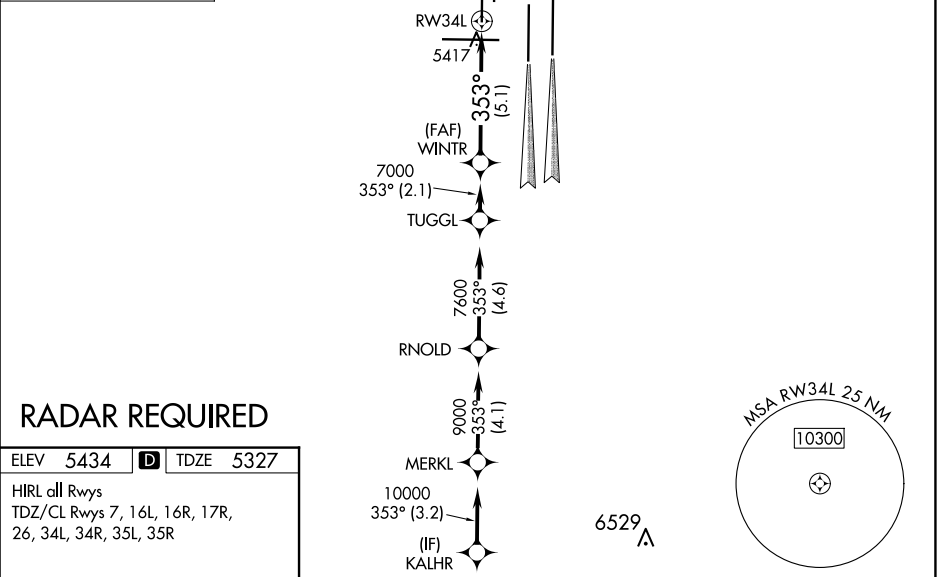 RW34L
5417
353°
(5.1)
(FAF)
WINTR
7000
353° (2.1)
TUGGL
7600
353°
(4.6)
RNOLD
9000
353°
(4.1)
MERKL
10000
353° (3.2)
(IF)
KALHR
6529
MSA RW34L 25 NM
10300
RADAR REQUIRED
ELEV 5434 D TDZE 5327
HIRL all Rwys
TDZ/CL Rwys 7, 16L, 16R, 17R,
26, 34L, 34R, 35L, 35R